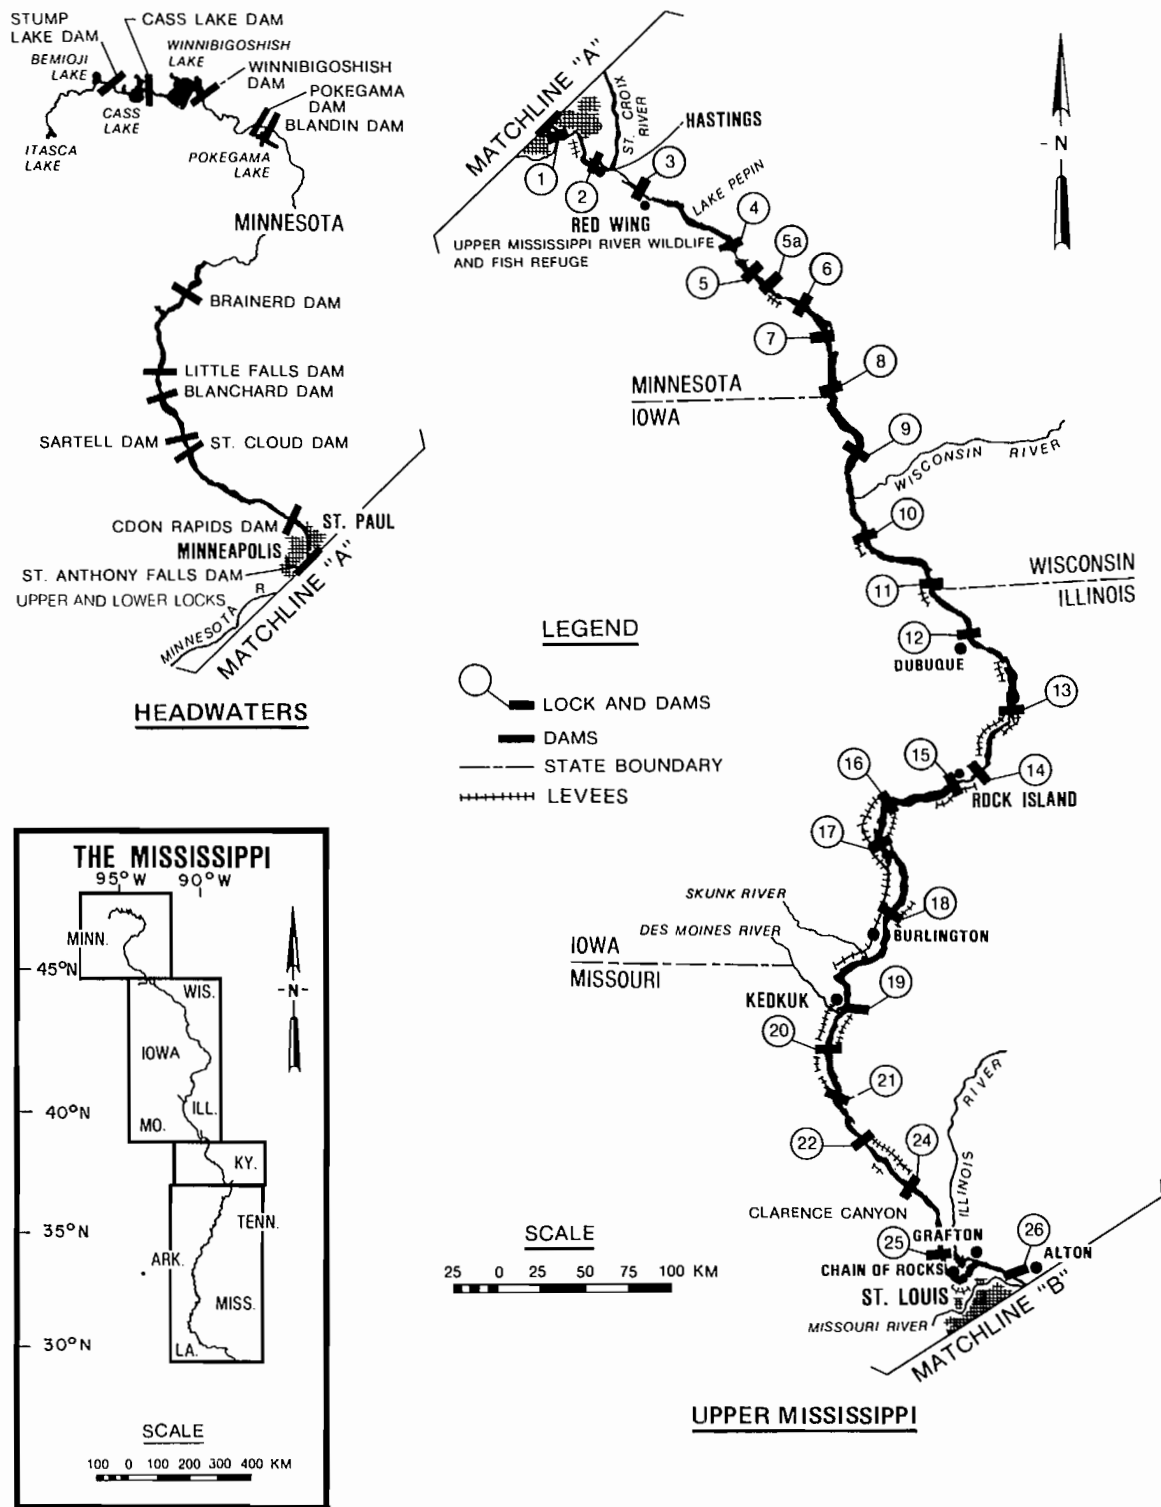 STUMP
LAKE DAM
CASS LAKE DAM
BEMIOJI
LAKE
WINNIBIGOSHISH
LAKE
WINNIBIGOSHISH
DAM
POKEGAMA
DAM
BLANDIN DAM
CASS
LAKE
ITASCA
LAKE
POKEGAMA
LAKE
MINNESOTA
BRAINERD DAM
LITTLE FALLS DAM
BLANCHARD DAM
SARTELL DAM
ST. CLOUD DAM
CDON RAPIDS DAM
ST. PAUL
MINNEAPOLIS
ST. ANTHONY FALLS DAM
UPPER AND LOWER LOCKS
MINNESOTA R
MATCHLINE "A"
HEADWATERS
MATCHLINE "A"
ST. CROIX
RIVER
HASTINGS
1
2
3
RED WING
LAKE PEPIN
UPPER MISSISSIPPI RIVER WILDLIFE
AND FISH REFUGE
4
5
5a
6
7
8
MINNESOTA
IOWA
9
WISCONSIN RIVER
10
11
WISCONSIN
ILLINOIS
12
DUBUQUE
13
14
15
16
ROCK ISLAND
17
18
SKUNK RIVER
DES MOINES RIVER
BURLINGTON
IOWA
MISSOURI
KEDKUK
19
20
21
22
24
CLARENCE CANYON
ILLINOIS RIVER
GRAFTON
25
26
ALTON
CHAIN OF ROCKS
ST. LOUIS
MISSOURI RIVER
MATCHLINE "B"
N
LEGEND
LOCK AND DAMS
DAMS
STATE BOUNDARY
LEVEES
SCALE
25 0 25 50 75 100 KM
UPPER MISSISSIPPI
THE MISSISSIPPI
95°W 90°W
MINN.
45°N
WIS.
-N-
IOWA
40°N
ILL.
MO.
KY.
35°N
TENN.
ARK.
MISS.
30°N
LA.
SCALE
100 0 100 200 300 400 KM